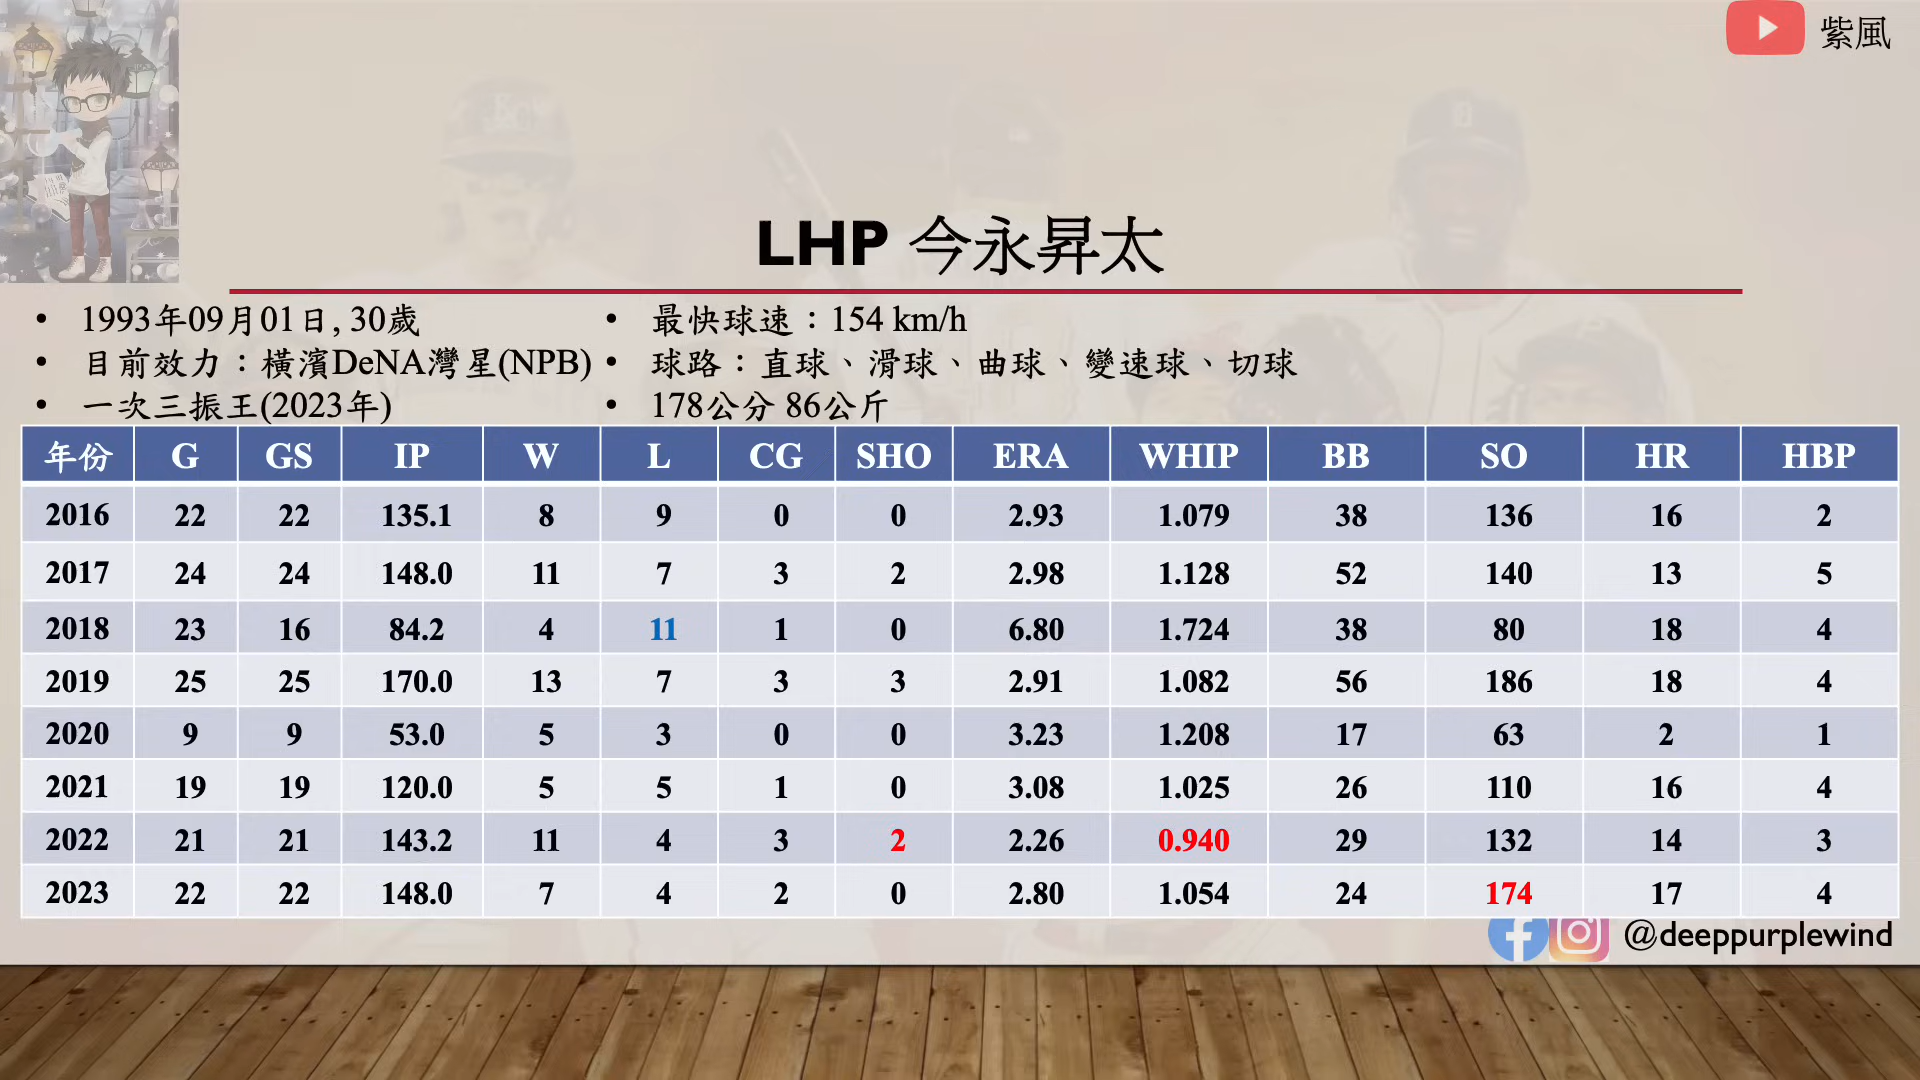 紫風
LHP 今永昇太
• 1993年09月01日, 30歲
• 目前效力：橫濱DeNA灣星(NPB)
• 一次三振王(2023年)
• 最快球速：154 km/h
• 球路：直球、滑球、曲球、變速球、切球
• 178公分 86公斤
年份 G GS IP W L CG SHO ERA WHIP BB SO HR HBP
2016 22 22 135.1 8 9 0 0 2.93 1.079 38 136 16 2
2017 24 24 148.0 11 7 3 2 2.98 1.128 52 140 13 5
2018 23 16 84.2 4 11 1 0 6.80 1.724 38 80 18 4
2019 25 25 170.0 13 7 3 3 2.91 1.082 56 186 18 4
2020 9 9 53.0 5 3 0 0 3.23 1.208 17 63 2 1
2021 19 19 120.0 5 5 1 0 3.08 1.025 26 110 16 4
2022 21 21 143.2 11 4 3 2 2.26 0.940 29 132 14 3
2023 22 22 148.0 7 4 2 0 2.80 1.054 24 174 17 4
@deeppurplewind